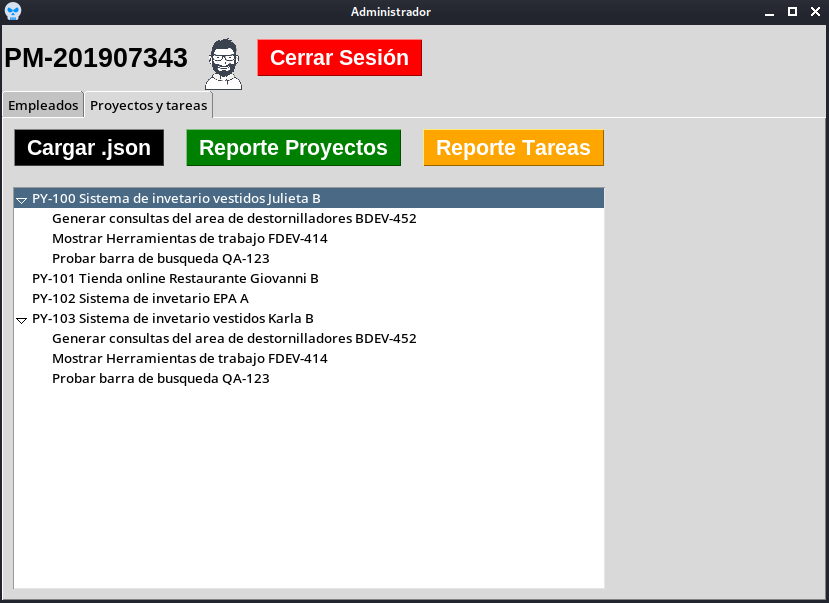 Administrador
PM-201907343
Cerrar Sesión
Empleados
Proyectos y tareas
Cargar .json
Reporte Proyectos
Reporte Tareas
PY-100 Sistema de invetario vestidos Julieta B
Generar consultas del area de destornilladores BDEV-452
Mostrar Herramientas de trabajo FDEV-414
Probar barra de busqueda QA-123
PY-101 Tienda online Restaurante Giovanni B
PY-102 Sistema de invetario EPA A
PY-103 Sistema de invetario vestidos Karla B
Generar consultas del area de destornilladores BDEV-452
Mostrar Herramientas de trabajo FDEV-414
Probar barra de busqueda QA-123